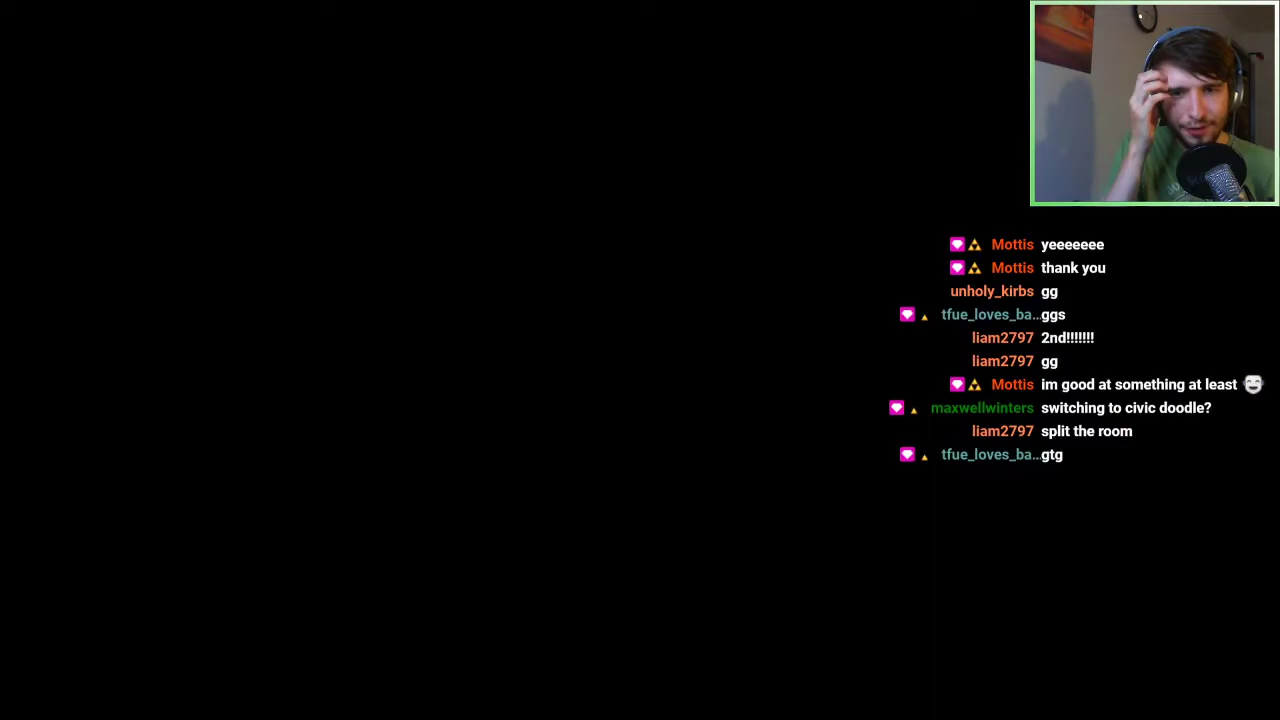 Mottis yeeeeeee
Mottis thank you
unholy_kirbs gg
tfue_loves_ba... ggs
liam2797 2nd!!!!!!!
liam2797 gg
Mottis im good at something at least
maxwellwinters switching to civic doodle?
liam2797 split the room
tfue_loves_ba... gtg